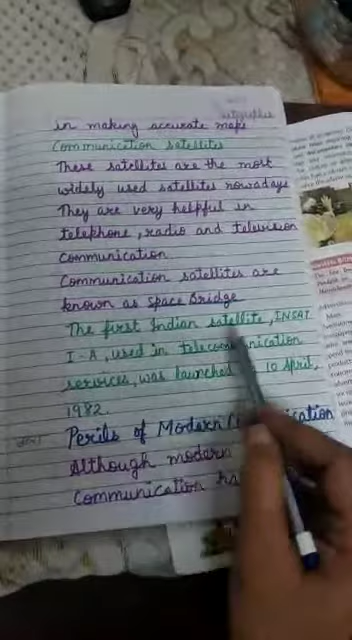 in making accurate maps
Communication satellites
These satellites are the most
widely used satellites nowadays
They are very helpful in
telephone, radio and television
communication
Communication satellites are
known as space Bridge
The first Indian satellite, INSAT
I-A, used in telecommunication
services, was launched 10 April,
1982
Perils of Modern Communication
Although modern
Communication ha